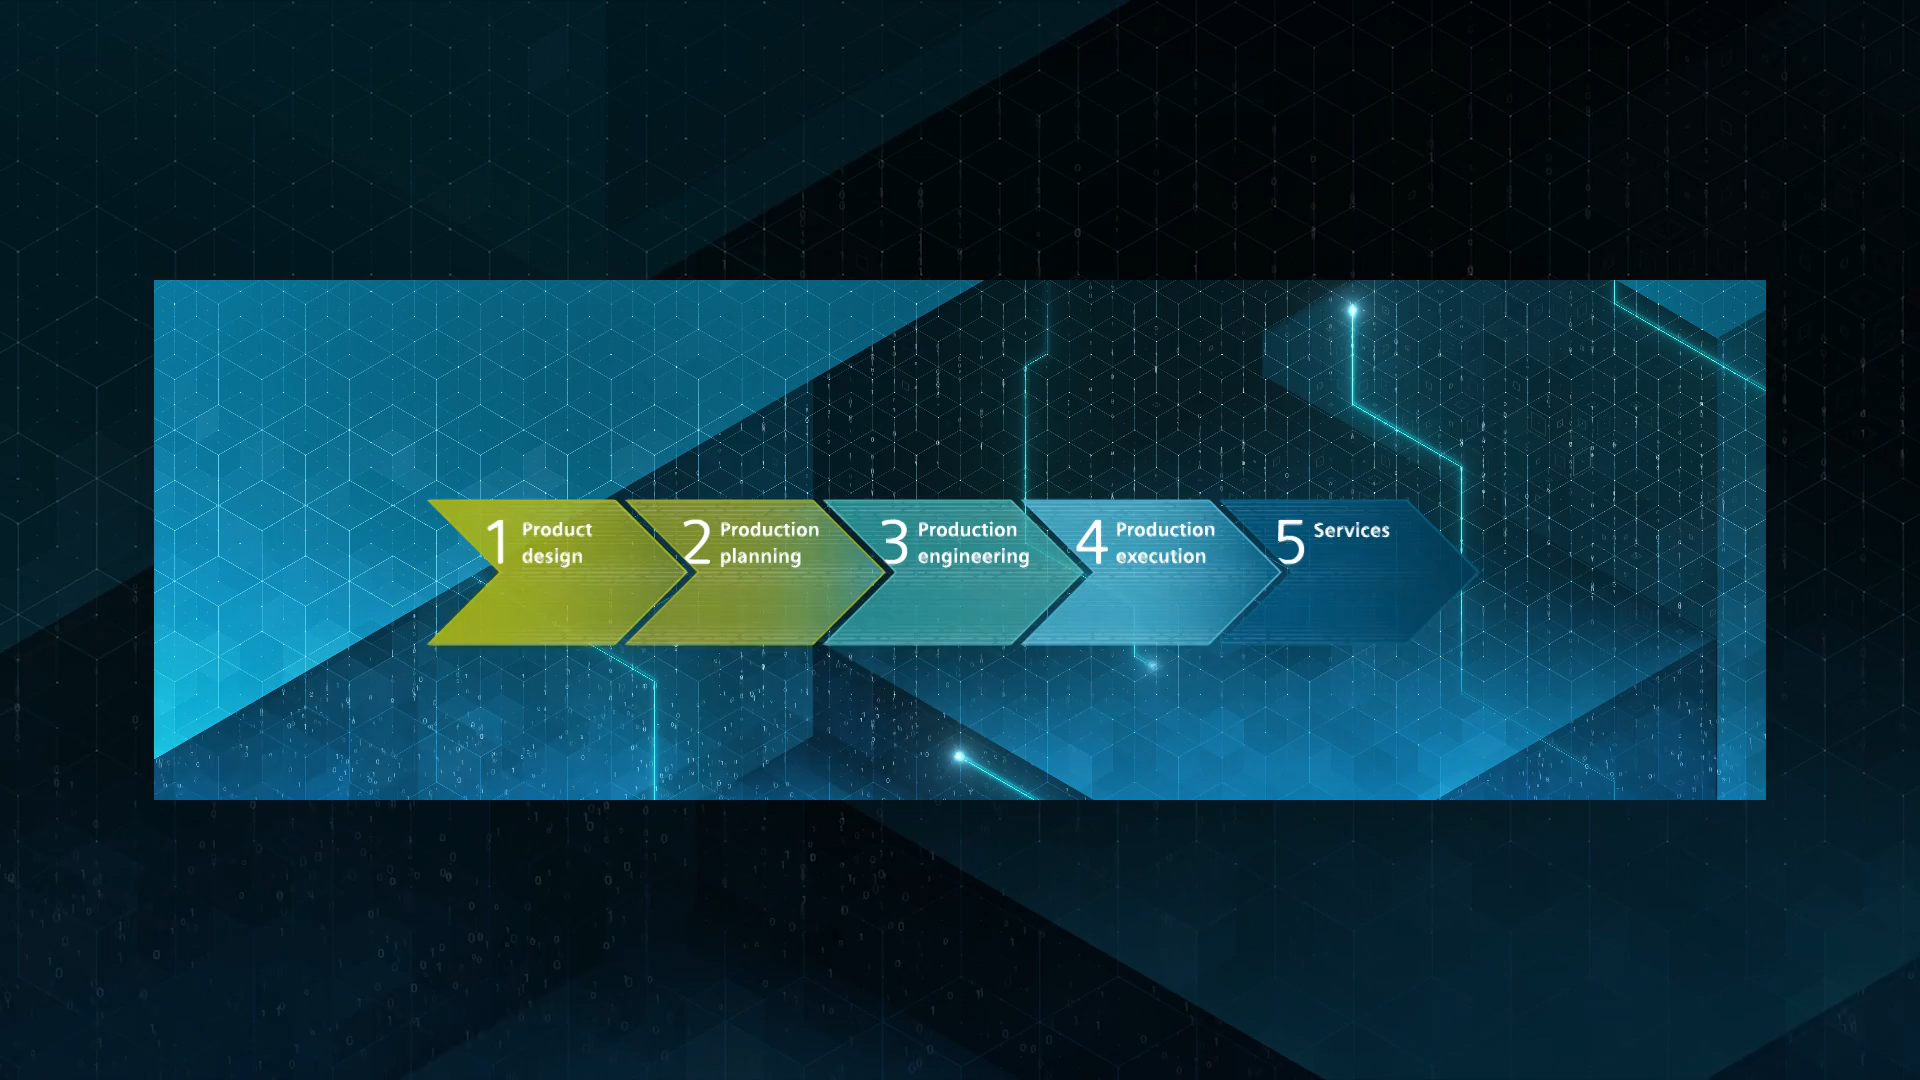 1 Product
design
2 Production
planning
3 Production
engineering
4 Production
execution
5 Services